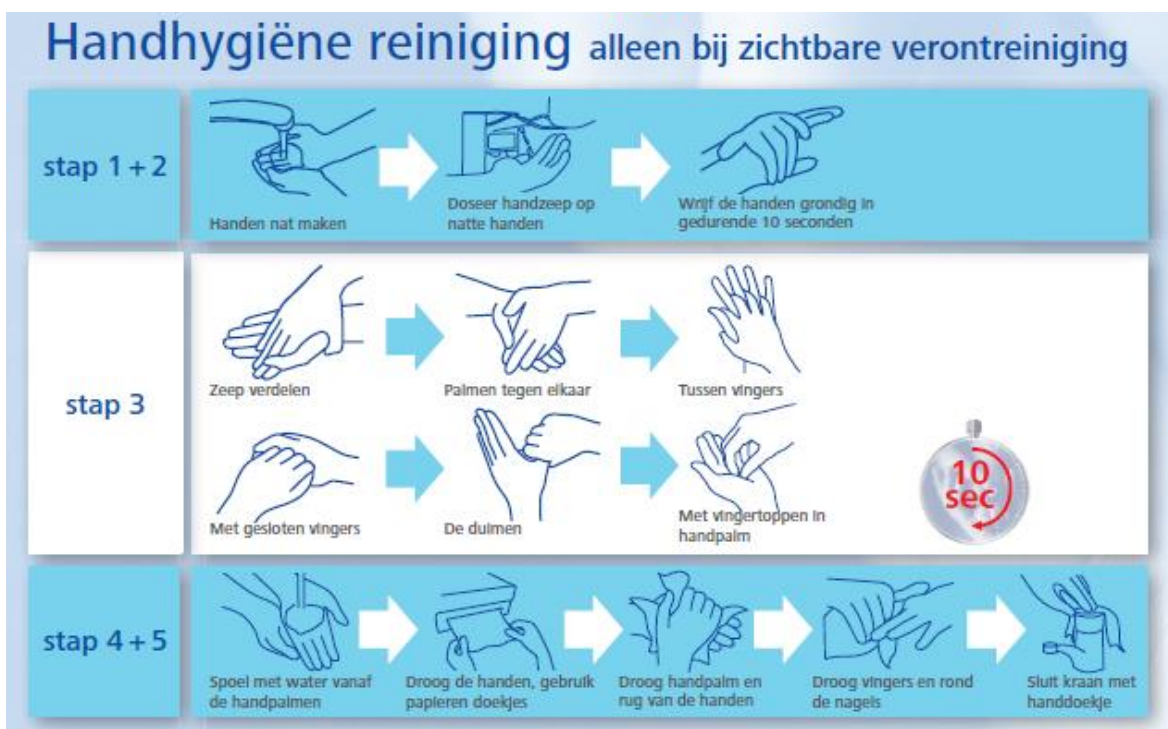 Handhygiëne reiniging alleen bij zichtbare verontreiniging
stap 1 + 2
Handen nat maken
Doseer handzeep op
natte handen
Wrijf de handen grondig in
gedurende 10 seconden
stap 3
Zeep verdelen
Palmen tegen elkaar
Tussen vingers
Met gesloten vingers
De duimen
Met vingertoppen in
handpalm
10
sec
stap 4 + 5
Spoel met water vanaf
de handpalmen
Droog de handen, gebruik
papieren doekjes
Droog handpalm en
rug van de handen
Droog vingers en rond
de nagels
Sluit kraan met
handdoekje